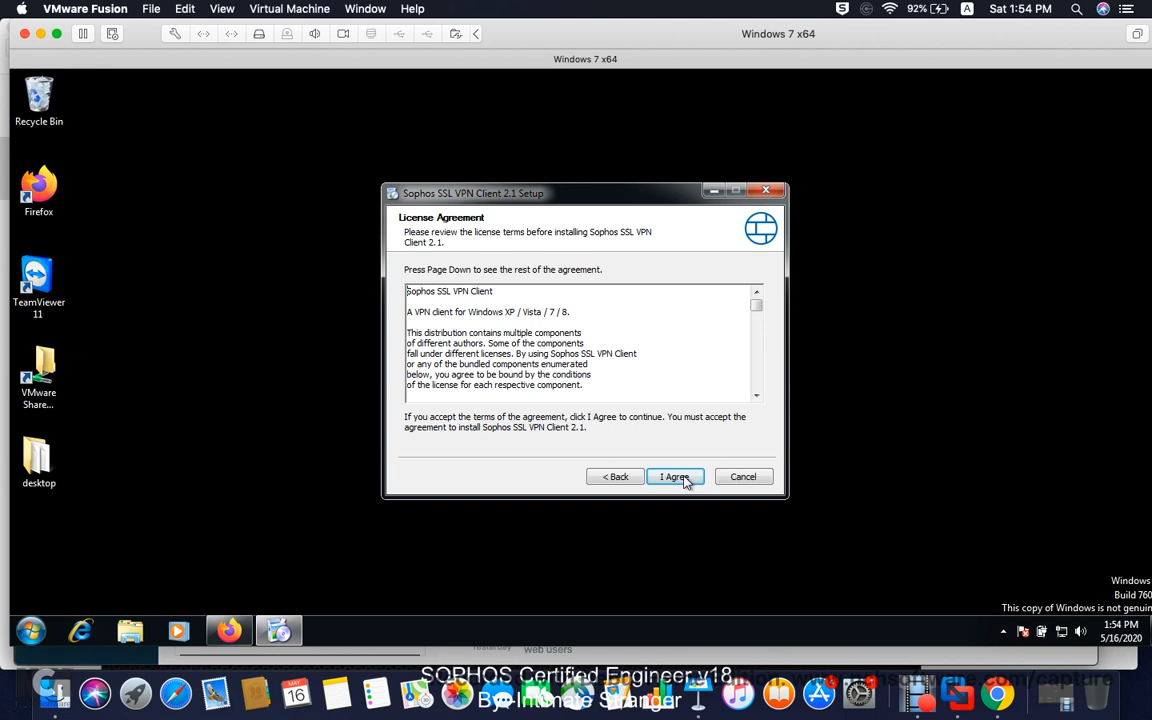 VMware Fusion File Edit View Virtual Machine Window Help
92% A Sat 1:54 PM
Windows 7 x64
Windows 7 x64
Recycle Bin
Firefox
TeamViewer
11
VMware
Share...
desktop
Sophos SSL VPN Client 2.1 Setup
License Agreement
Please review the license terms before installing Sophos SSL VPN
Client 2.1.
Press Page Down to see the rest of the agreement.
Sophos SSL VPN Client
A VPN client for Windows XP / Vista / 7 / 8.
This distribution contains multiple components
of different authors. Some of the components
fall under different licenses. By using Sophos SSL VPN Client
or any of the bundled components enumerated
below, you agree to be bound by the conditions
of the license for each respective component.
If you accept the terms of the agreement, click I Agree to continue. You must accept the
agreement to install Sophos SSL VPN Client 2.1.
< Back I Agree Cancel
Windows
Build 760
This copy of Windows is not genuin
1:54 PM
5/16/2020
Yesterday web users
SOPHOS Certified Engineer v18
By: Intimate Stranger
MAY
16